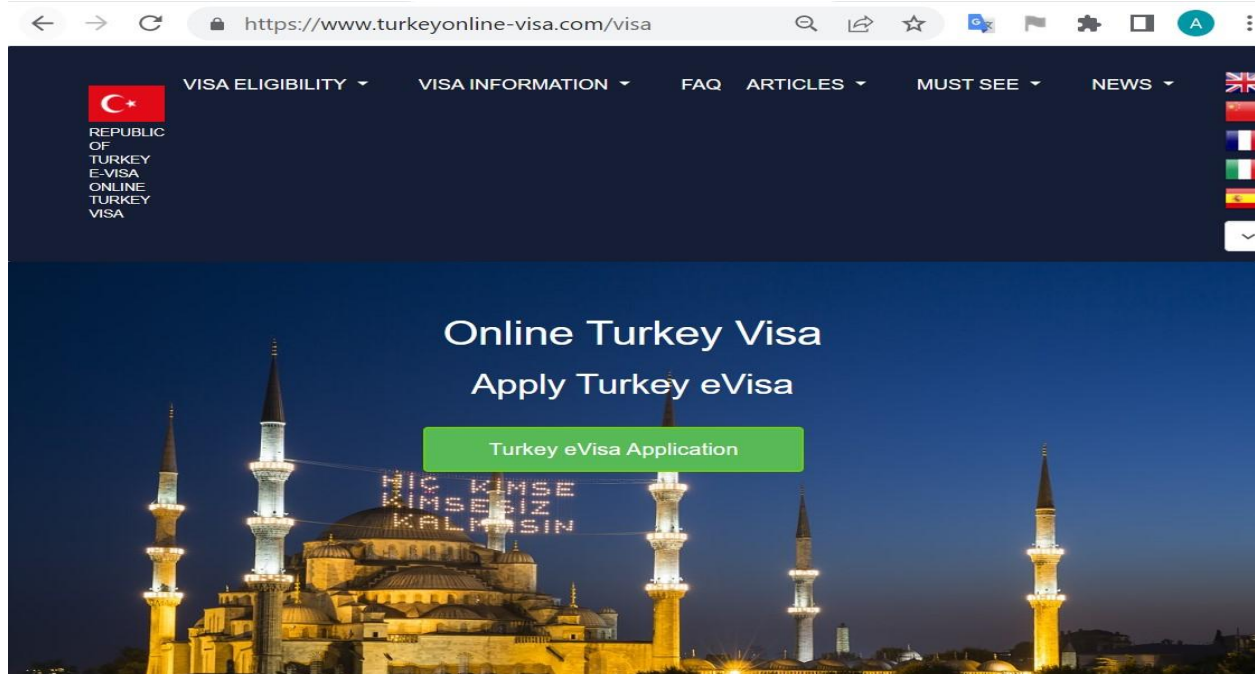 https://www.turkeyonline-visa.com/visa
A
VISA ELIGIBILITY
VISA INFORMATION
FAQ
ARTICLES
MUST SEE
NEWS
REPUBLIC
OF
TURKEY
E-VISA
ONLINE
TURKEY
VISA
Online Turkey Visa
Apply Turkey eVisa
Turkey eVisa Application
HİÇ KİMSE
KİMSESİZ
KALMASIN